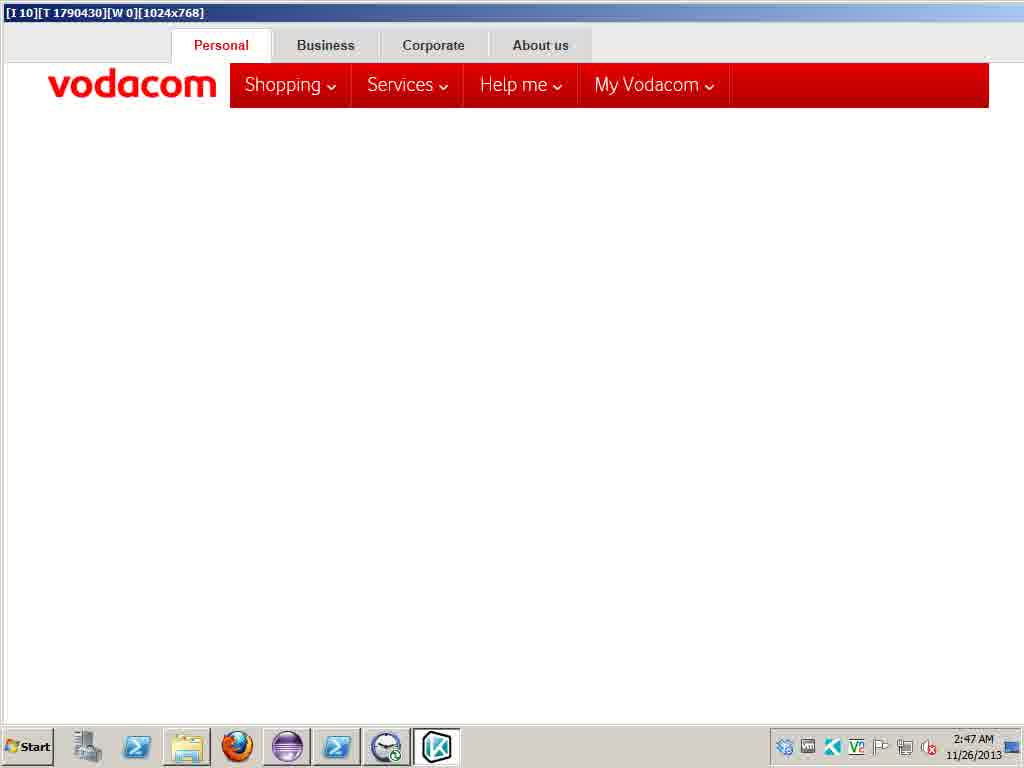 [I 10][T 1790430][W 0][1024x768]
Personal Business Corporate About us
vodacom Shopping Services Help me My Vodacom
Start
2:47 AM
11/26/2013